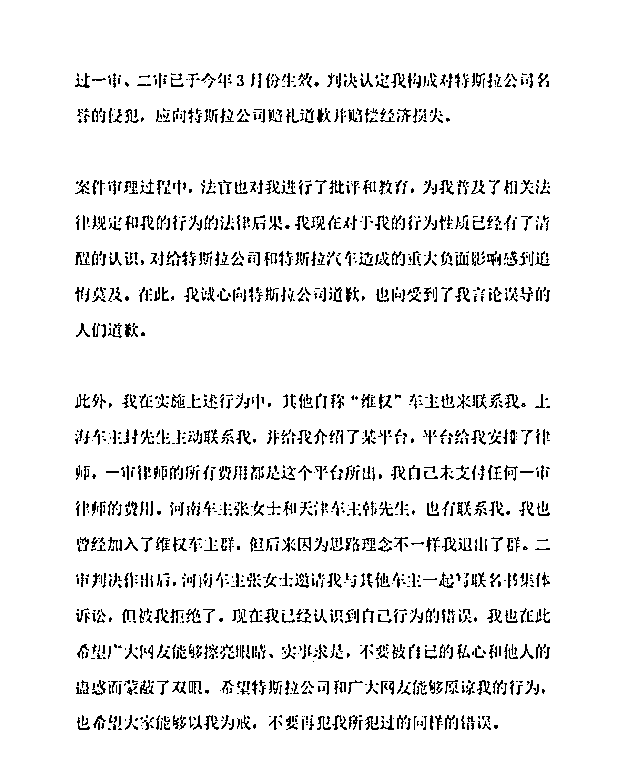 过一审、二审已于今年3月份生效。判决认定我构成对特斯拉公司名
誉的侵犯，应向特斯拉公司赔礼道歉并赔偿经济损失。
案件审理过程中，法官也对我进行了批评和教育，为我普及了相关法
律规定和我的行为的法律后果。我现在对于我的行为性质已经有了清
醒的认识，对给特斯拉公司和特斯拉汽车造成的重大负面影响感到追
悔莫及。在此，我诚心向特斯拉公司道歉，也向受到了我言论误导的
人们道歉。
此外，我在实施上述行为中，其他自称“维权”车主也来联系我。上
海车主封先生主动联系我，并给我介绍了某平台，平台给我安排了律
师，一审律师的所有费用都是这个平台所出，我自己未支付任何一审
律师的费用。河南车主张女士和天津车主韩先生，也有联系我。我也
曾经加入了维权车主群，但后来因为思路理念不一样我退出了群。二
审判决作出后，河南车主张女士邀请我与其他车主一起写联名书集体
诉讼，但被我拒绝了。现在我已经认识到自己行为的错误，我也在此
希望广大网友能够擦亮眼睛、实事求是，不要被自已的私心和他人的
蛊惑而蒙蔽了双眼。希望特斯拉公司和广大网友能够原谅我的行为，
也希望大家能够以我为戒，不要再犯我所犯过的同样的错误。